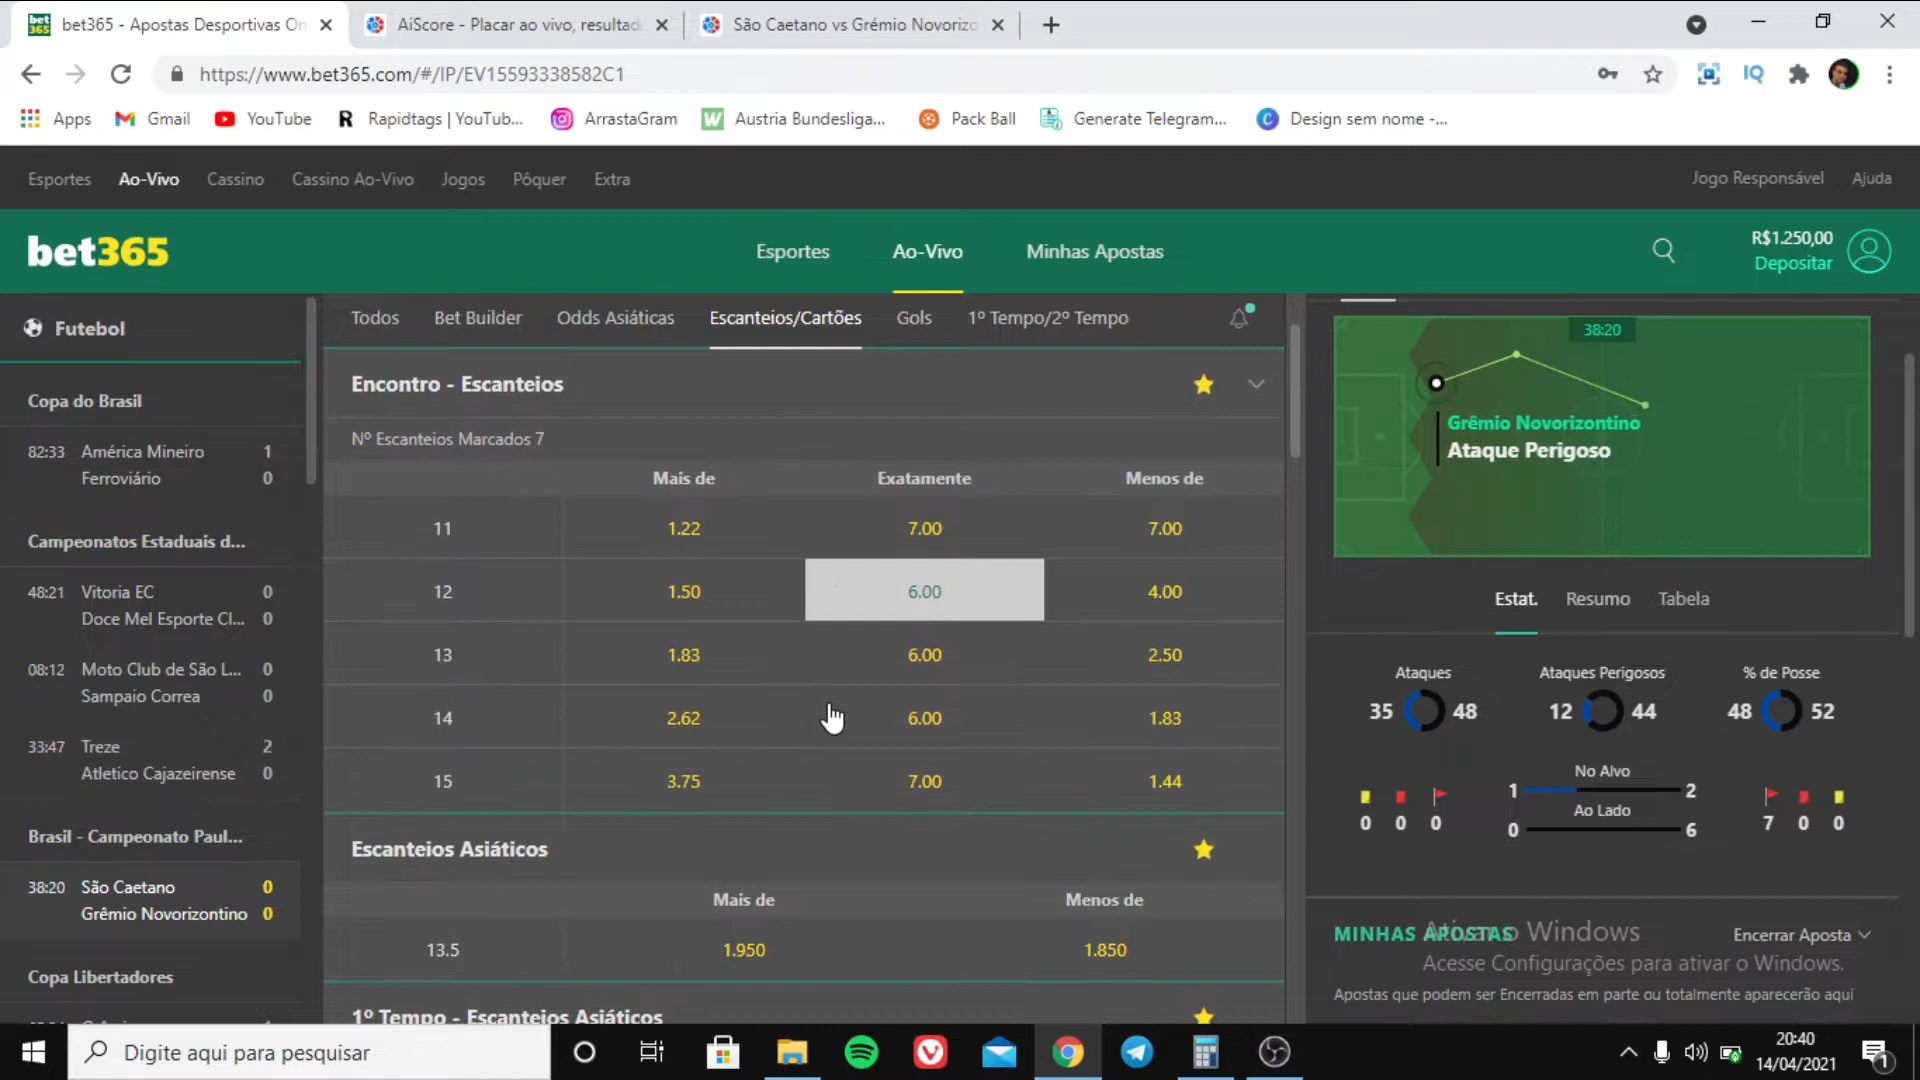 bet365 - Apostas Desportivas On
AiScore - Placar ao vivo, resultad
São Caetano vs Grémio Novorizo
https://www.bet365.com/#/IP/EV15593338582C1
IQ
Apps
Gmail
YouTube
Rapidtags | YouTub...
ArrastaGram
Austria Bundesliga...
Pack Ball
Generate Telegram...
Design sem nome -...
Esportes Ao-Vivo Cassino Cassino Ao-Vivo Jogos Pôquer Extra
Jogo Responsável Ajuda
bet365
Esportes Ao-Vivo Minhas Apostas
R$1.250,00
Depositar
Futebol
Copa do Brasil
82:33 América Mineiro 1
Ferroviário 0
Campeonatos Estaduais d...
48:21 Vitoria EC 0
Doce Mel Esporte Cl... 0
08:12 Moto Club de São L... 0
Sampaio Correa 0
33:47 Treze 2
Atletico Cajazeirense 0
Brasil - Campeonato Paul...
38:20 São Caetano 0
Grêmio Novorizontino 0
Copa Libertadores
Todos Bet Builder Odds Asiáticas Escanteios/Cartões Gols 1º Tempo/2º Tempo
Encontro - Escanteios
Nº Escanteios Marcados 7
Mais de Exatamente Menos de
11 1.22 7.00 7.00
12 1.50 6.00 4.00
13 1.83 6.00 2.50
14 2.62 6.00 1.83
15 3.75 7.00 1.44
Escanteios Asiáticos
Mais de Menos de
13.5 1.950 1.850
1º Tempo - Escanteios Asiáticos
38:20
Grêmio Novorizontino
Ataque Perigoso
Estat. Resumo Tabela
Ataques Ataques Perigosos % de Posse
35 48 12 44 48 52
No Alvo
1 2
Ao Lado
0 6
0 0 0
7 0 0
MINHAS APOSTAS
Encerrar Aposta
Ativar o Windows
Acesse Configurações para ativar o Windows.
Apostas que podem ser Encerradas em parte ou totalmente aparecerão aqui
Digite aqui para pesquisar
20:40
14/04/2021
1